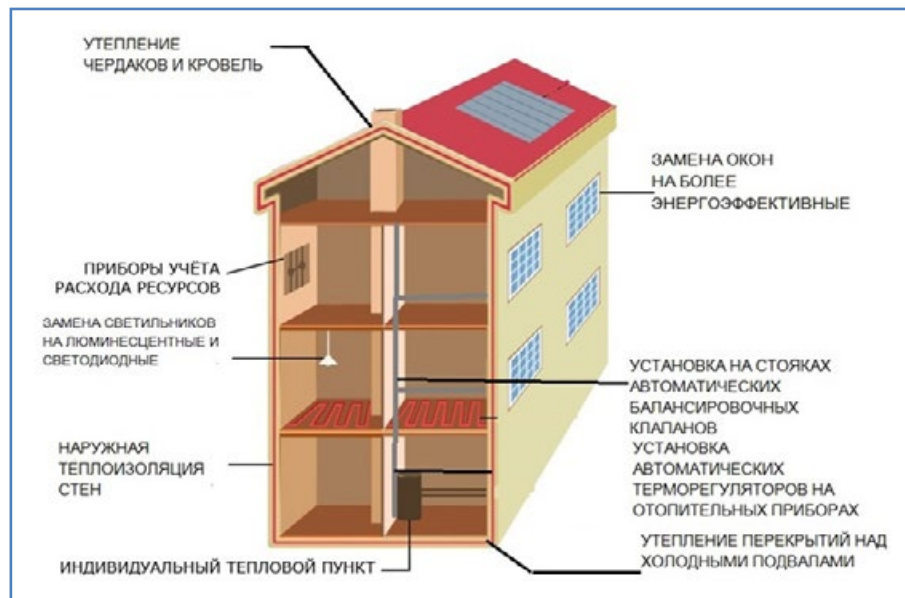 УТЕПЛЕНИЕ
ЧЕРДАКОВ И КРОВЕЛЬ
ЗАМЕНА ОКОН
НА БОЛЕЕ
ЭНЕРГОЭФФЕКТИВНЫЕ
ПРИБОРЫ УЧЁТА
РАСХОДА РЕСУРСОВ
ЗАМЕНА СВЕТИЛЬНИКОВ
НА ЛЮМИНЕСЦЕНТНЫЕ И
СВЕТОДИОДНЫЕ
УСТАНОВКА НА СТОЯКАХ
АВТОМАТИЧЕСКИХ
БАЛАНСИРОВОЧНЫХ
КЛАПАНОВ
УСТАНОВКА
АВТОМАТИЧЕСКИХ
ТЕРМОРЕГУЛЯТОРОВ НА
ОТОПИТЕЛЬНЫХ ПРИБОРАХ
НАРУЖНАЯ
ТЕПЛОИЗОЛЯЦИЯ
СТЕН
УТЕПЛЕНИЕ ПЕРЕКРЫТИЙ НАД
ХОЛОДНЫМИ ПОДВАЛАМИ
ИНДИВИДУАЛЬНЫЙ ТЕПЛОВОЙ ПУНКТ